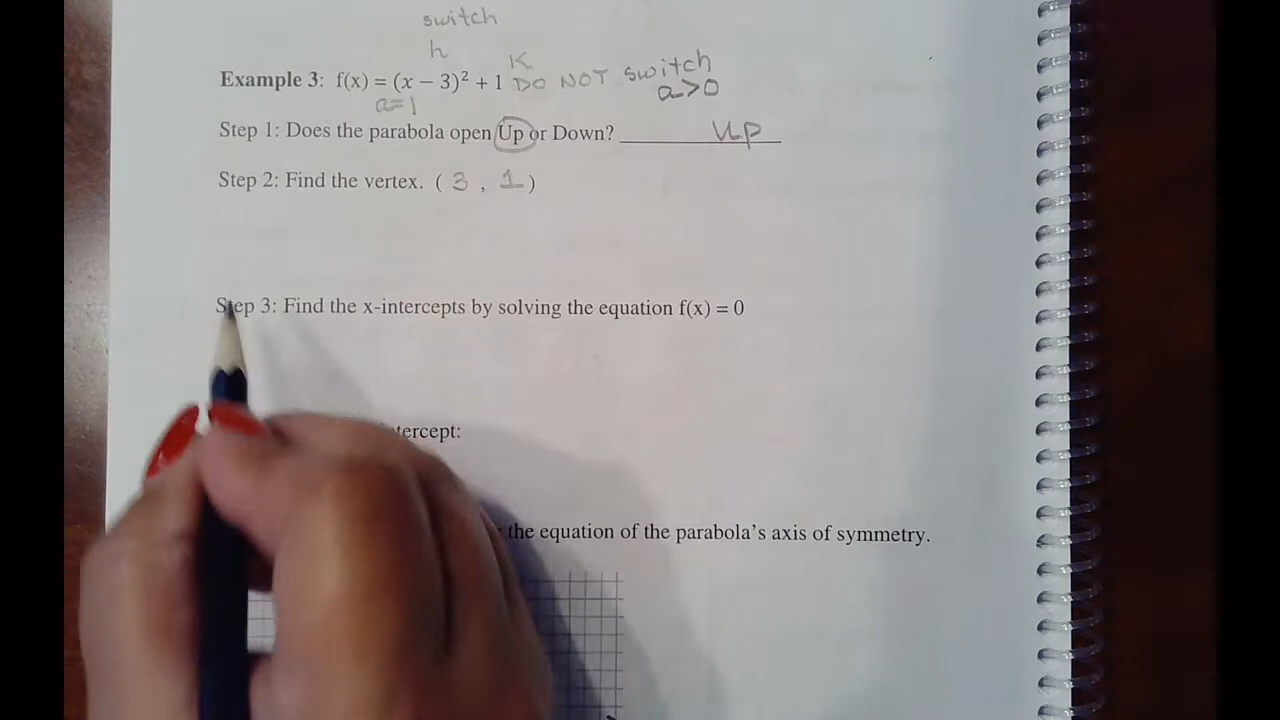 switch
h
K
Example 3: f(x) = (x − 3)² + 1 DO NOT switch
a=1
a>0
Step 1: Does the parabola open Up or Down? __________ Up
Step 2: Find the vertex. ( 3 , 1 )
Step 3: Find the x-intercepts by solving the equation f(x) = 0
tercept:
the equation of the parabola's axis of symmetry.